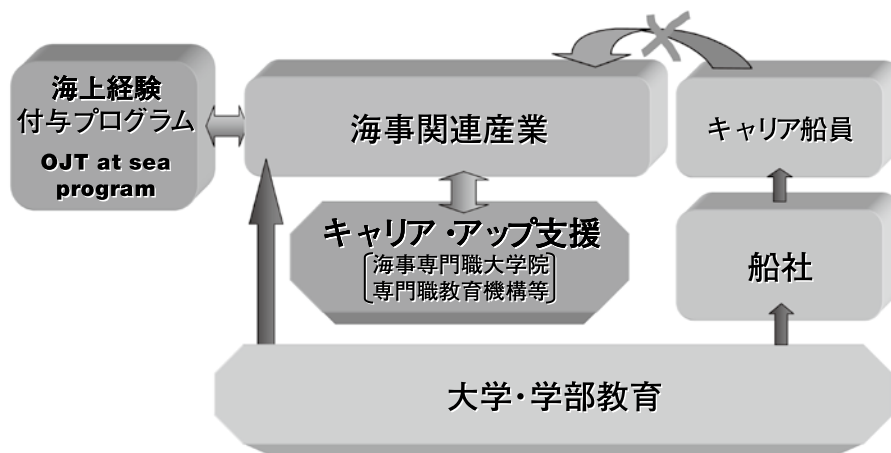 海上経験
付与プログラム
OJT at sea
program
海事関連産業
キャリア船員
キャリア・アップ支援
海事専門職大学院
専門職教育機構等
船社
大学・学部教育